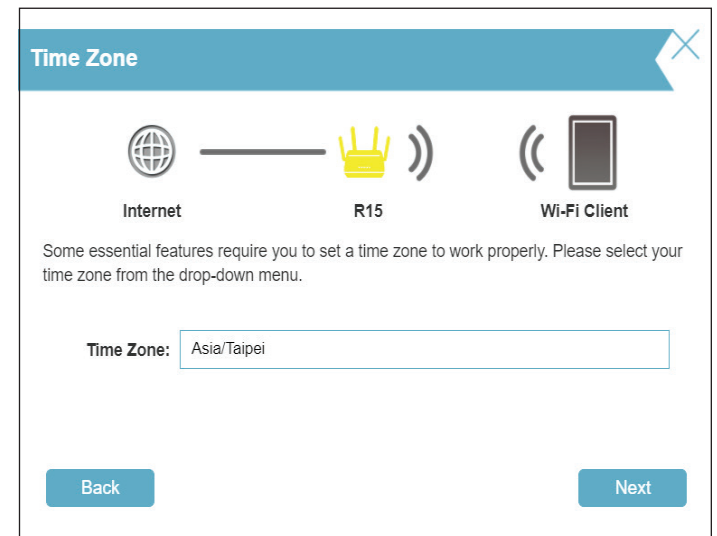 Time Zone
Internet
R15
Wi-Fi Client
Some essential features require you to set a time zone to work properly. Please select your
time zone from the drop-down menu.
Time Zone: Asia/Taipei
Back
Next